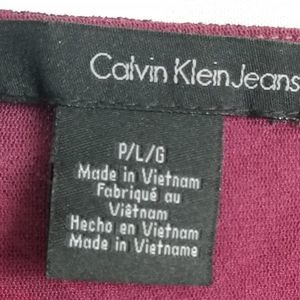 Calvin Klein Jeans
P/L/G
Made in Vietnam
Fabriqué au
Viêtnam
Hecho en Vietnam
Made in Vietname